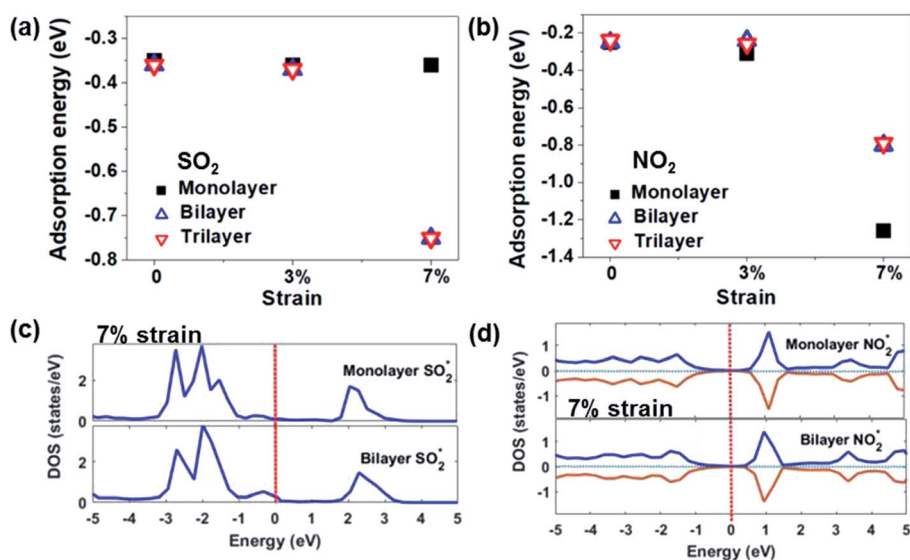 (a)
Adsorption energy (eV)
-0.3
-0.4
-0.5
-0.6
-0.7
-0.8
SO2
Monolayer
Bilayer
Trilayer
0 3% 7%
Strain
(b)
Adsorption energy (eV)
-0.2
-0.4
-0.6
-0.8
-1.0
-1.2
-1.4
NO2
Monolayer
Bilayer
Trilayer
0 3% 7%
Strain
(c)
7% strain
DOS (states/eV)
2
0
Monolayer SO2*
2
0
Bilayer SO2*
-5 -4 -3 -2 -1 0 1 2 3 4 5
Energy (eV)
(d)
DOS (states/eV)
1
0
-1
Monolayer NO2*
7% strain
1
0
-1
Bilayer NO2*
-5 -4 -3 -2 -1 0 1 2 3 4 5
Energy (eV)